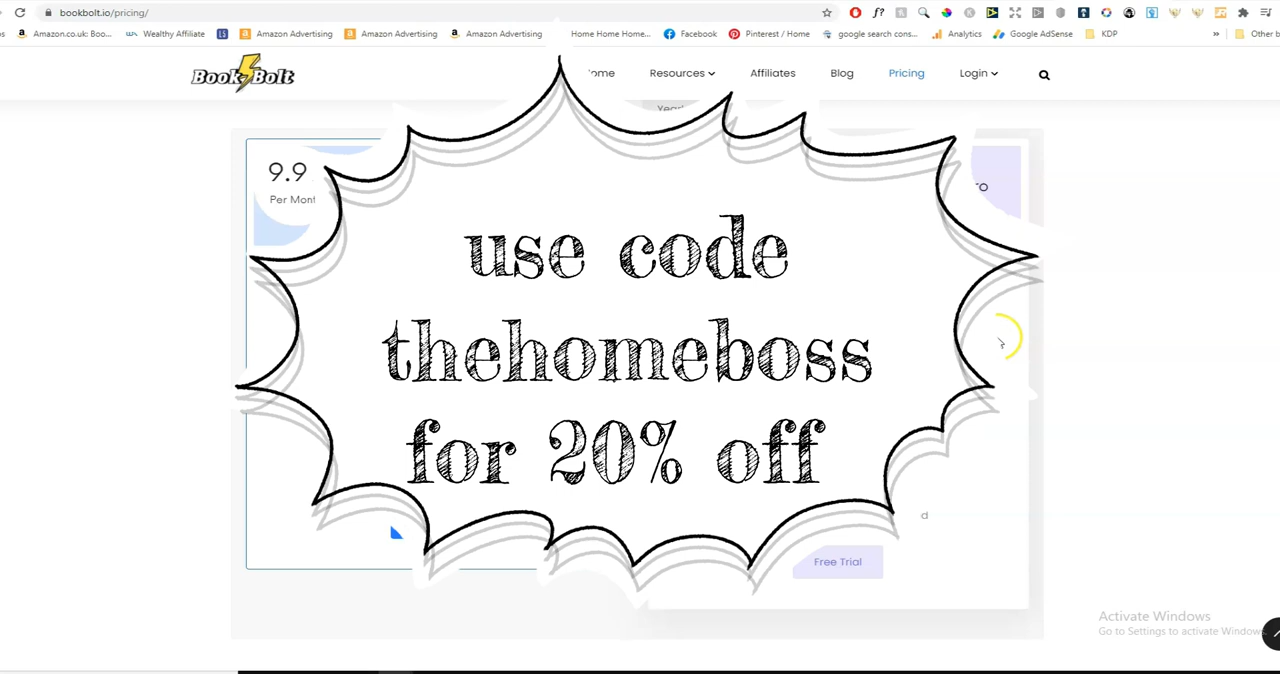 bookbolt.io/pricing/
Amazon.co.uk: Boo... Wealthy Affiliate Amazon Advertising Amazon Advertising Amazon Advertising Home Home Home... Facebook Pinterest / Home google search cons... Analytics Google AdSense KDP » Other b
Book Bolt ome Resources Affiliates Blog Pricing Login
9.9
Per Mont
use code
thehomeboss
for 20% off
d
Free Trial
Activate Windows
Go to Settings to activate Windows.